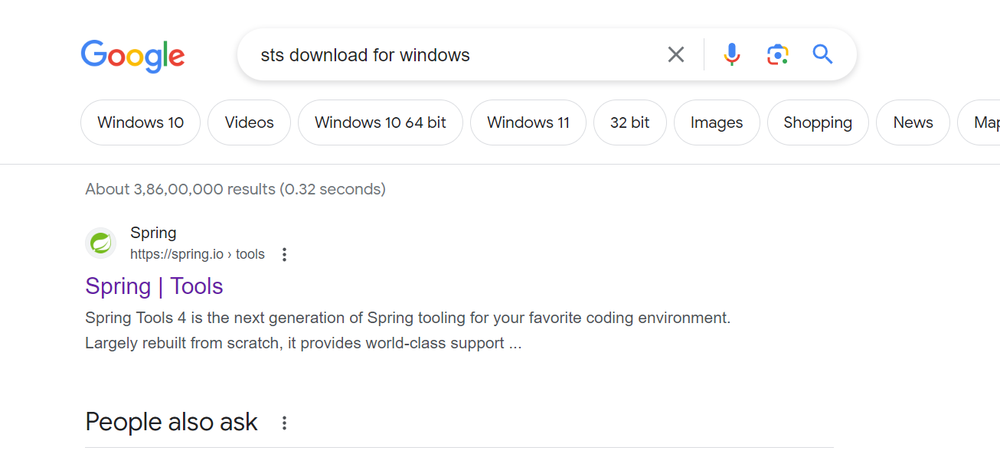 Google
sts download for windows
Windows 10 Videos Windows 10 64 bit Windows 11 32 bit Images Shopping News Map
About 3,86,00,000 results (0.32 seconds)
Spring
https://spring.io › tools
Spring | Tools
Spring Tools 4 is the next generation of Spring tooling for your favorite coding environment.
Largely rebuilt from scratch, it provides world-class support ...
People also ask